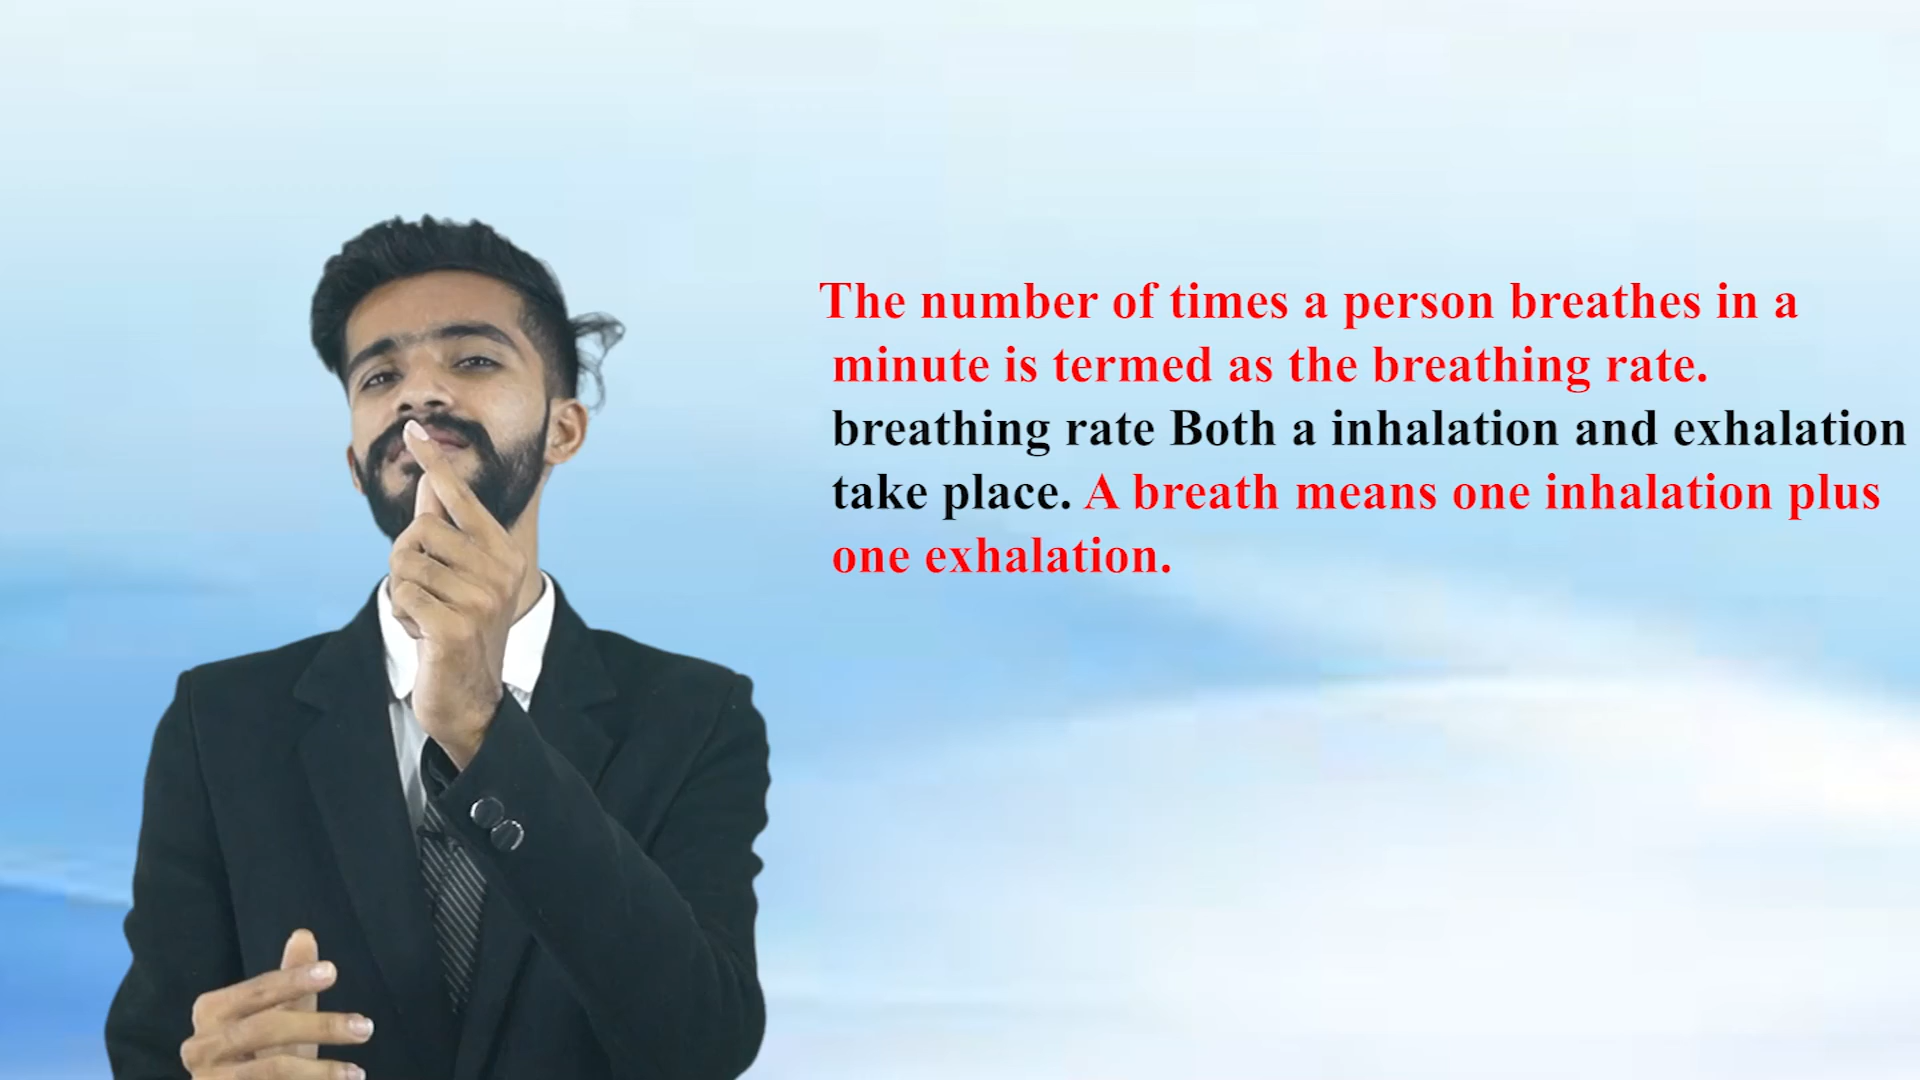 The number of times a person breathes in a
minute is termed as the breathing rate.
breathing rate Both a inhalation and exhalation
take place. A breath means one inhalation plus
one exhalation.